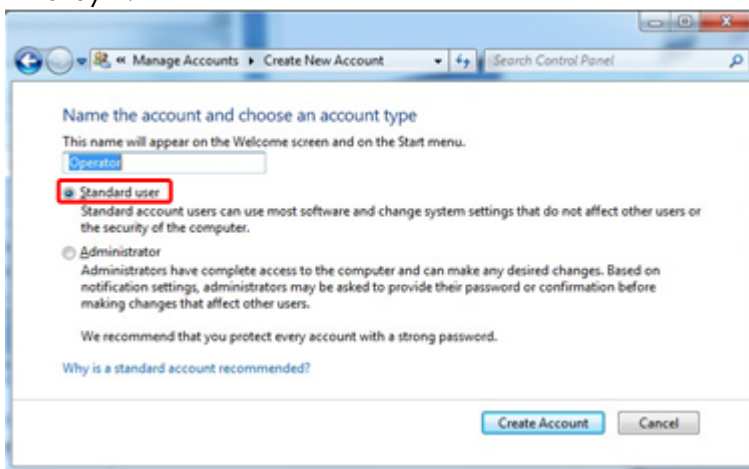 « Manage Accounts ▸ Create New Account
Search Control Panel
Name the account and choose an account type
This name will appear on the Welcome screen and on the Start menu.
Operator
Standard user
Standard account users can use most software and change system settings that do not affect other users or
the security of the computer.
Administrator
Administrators have complete access to the computer and can make any desired changes. Based on
notification settings, administrators may be asked to provide their password or confirmation before
making changes that affect other users.
We recommend that you protect every account with a strong password.
Why is a standard account recommended?
Create Account
Cancel